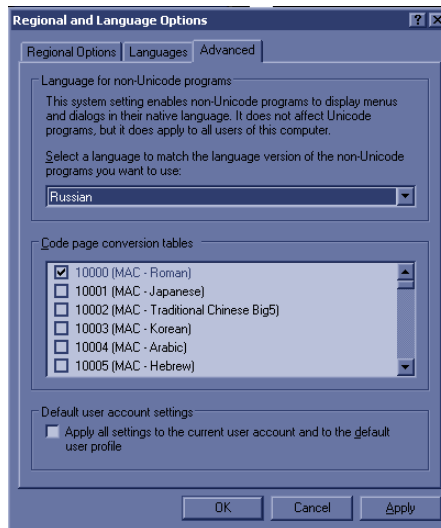 Regional and Language Options
Regional Options
Languages
Advanced
Language for non-Unicode programs
This system setting enables non-Unicode programs to display menus
and dialogs in their native language. It does not affect Unicode
programs, but it does apply to all users of this computer.
Select a language to match the language version of the non-Unicode
programs you want to use:
Russian
Code page conversion tables
10000 (MAC - Roman)
10001 (MAC - Japanese)
10002 (MAC - Traditional Chinese Big5)
10003 (MAC - Korean)
10004 (MAC - Arabic)
10005 (MAC - Hebrew)
Default user account settings
Apply all settings to the current user account and to the default
user profile
OK
Cancel
Apply